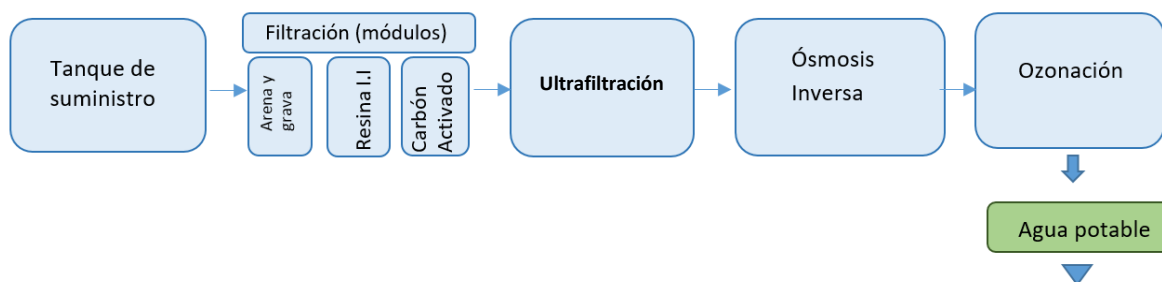 Tanque de
suministro
Filtración (módulos)
Arena y
grava
Resina I.I
Carbón
Activado
Ultrafiltración
Ósmosis
Inversa
Ozonación
Agua potable